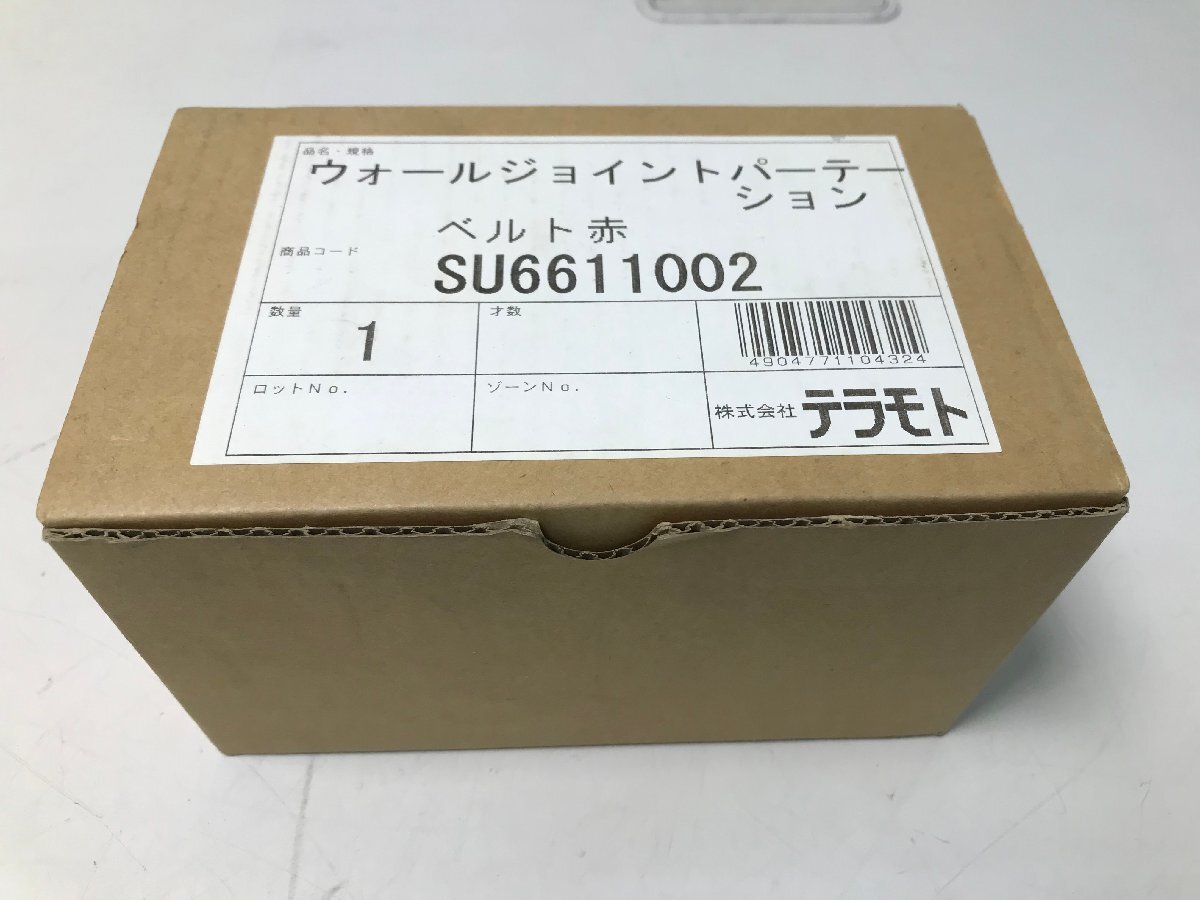 品名・規格
ウォールジョイントパーテー
ション
ベルト赤
商品コード
SU6611002
数量
1
才数
4904771104324
ロットNo.
ゾーンNo.
株式会社 テラモト